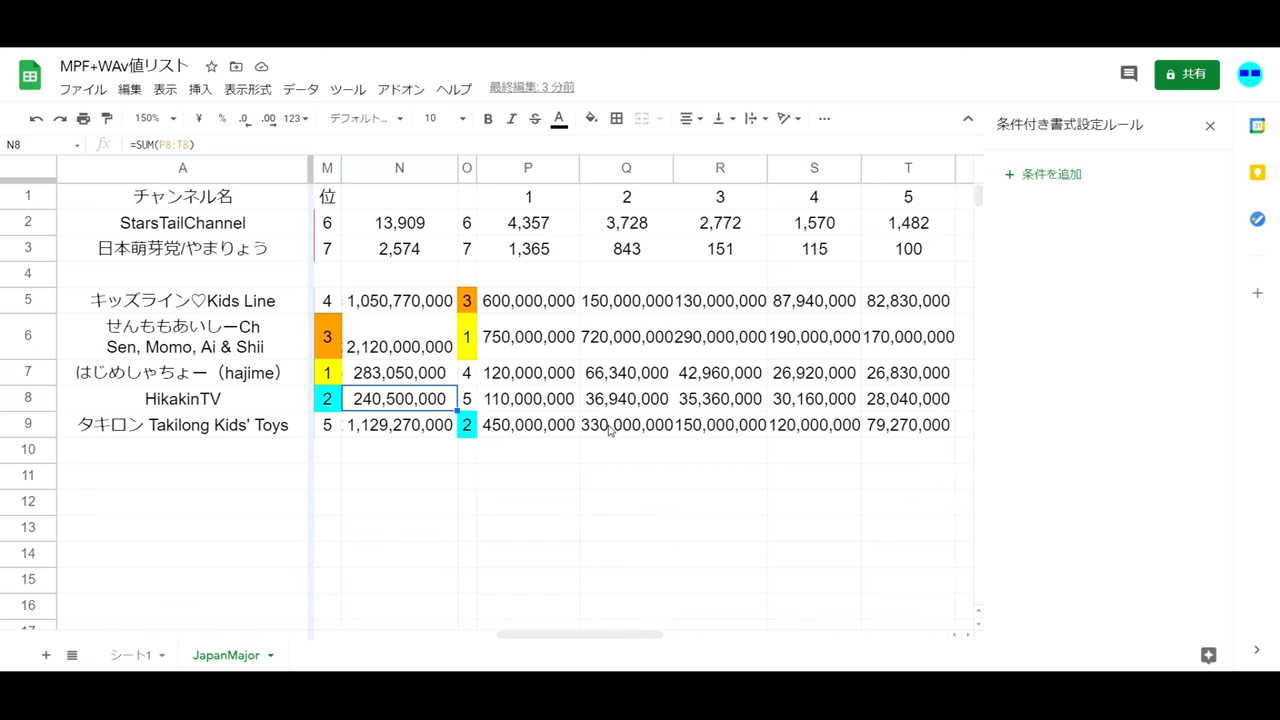 MPF+WAv値リスト
ファイル 編集 表示 挿入 表示形式 データ ツール アドオン ヘルプ 最終編集: 3 分前
共有
150% ¥ % .0 .00 123 デフォルト... 10 B I S A
条件付き書式設定ルール
N8 fx =SUM(P8:T8)
+ 条件を追加
A M N O P Q R S T
1 チャンネル名 位 1 2 3 4 5
2 StarsTailChannel 6 13,909 6 4,357 3,728 2,772 1,570 1,482
3 日本萌芽党/やまりょう 7 2,574 7 1,365 843 151 115 100
4
5 キッズライン♡Kids Line 4 1,050,770,000 3 600,000,000 150,000,000 130,000,000 87,940,000 82,830,000
6 せんももあいしーCh
Sen, Momo, Ai & Shii 3 2,120,000,000 1 750,000,000 720,000,000 290,000,000 190,000,000 170,000,000
7 はじめしゃちょー（hajime） 1 283,050,000 4 120,000,000 66,340,000 42,960,000 26,920,000 26,830,000
8 HikakinTV 2 240,500,000 5 110,000,000 36,940,000 35,360,000 30,160,000 28,040,000
9 タキロン Takilong Kids' Toys 5 1,129,270,000 2 450,000,000 330,000,000 150,000,000 120,000,000 79,270,000
10
11
12
13
14
15
16
17
シート1 JapanMajor